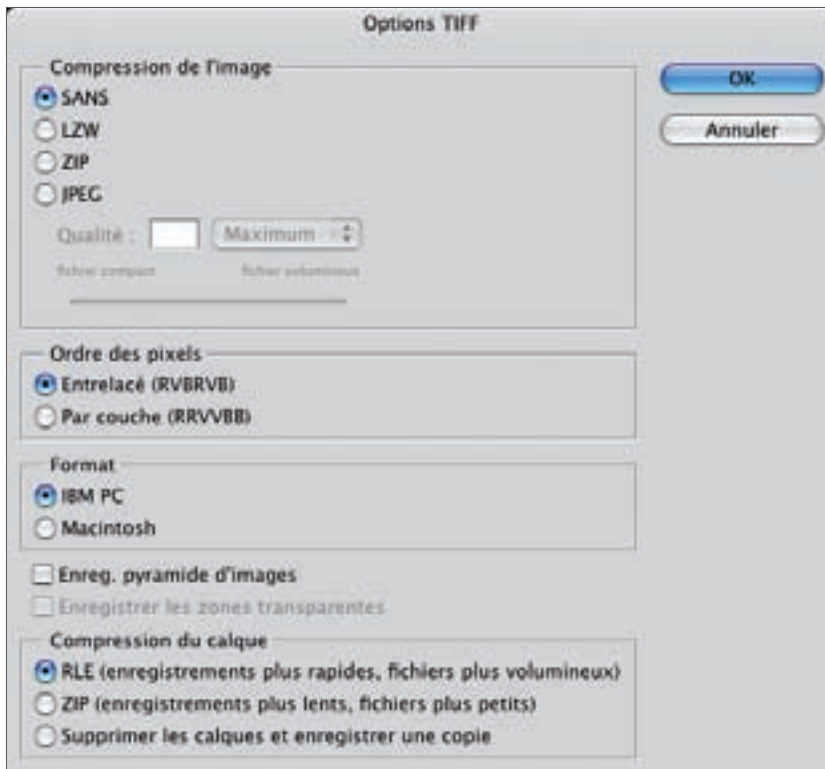 Options TIFF
Compression de l'image
SANS
LZW
ZIP
JPEG
Qualité :
Maximum
fichier compact
fichier volumineux
OK
Annuler
Ordre des pixels
Entrelacé (RVBRVB)
Par couche (RRVVBB)
Format
IBM PC
Macintosh
Enreg. pyramide d'images
Enregistrer les zones transparentes
Compression du calque
RLE (enregistrements plus rapides, fichiers plus volumineux)
ZIP (enregistrements plus lents, fichiers plus petits)
Supprimer les calques et enregistrer une copie